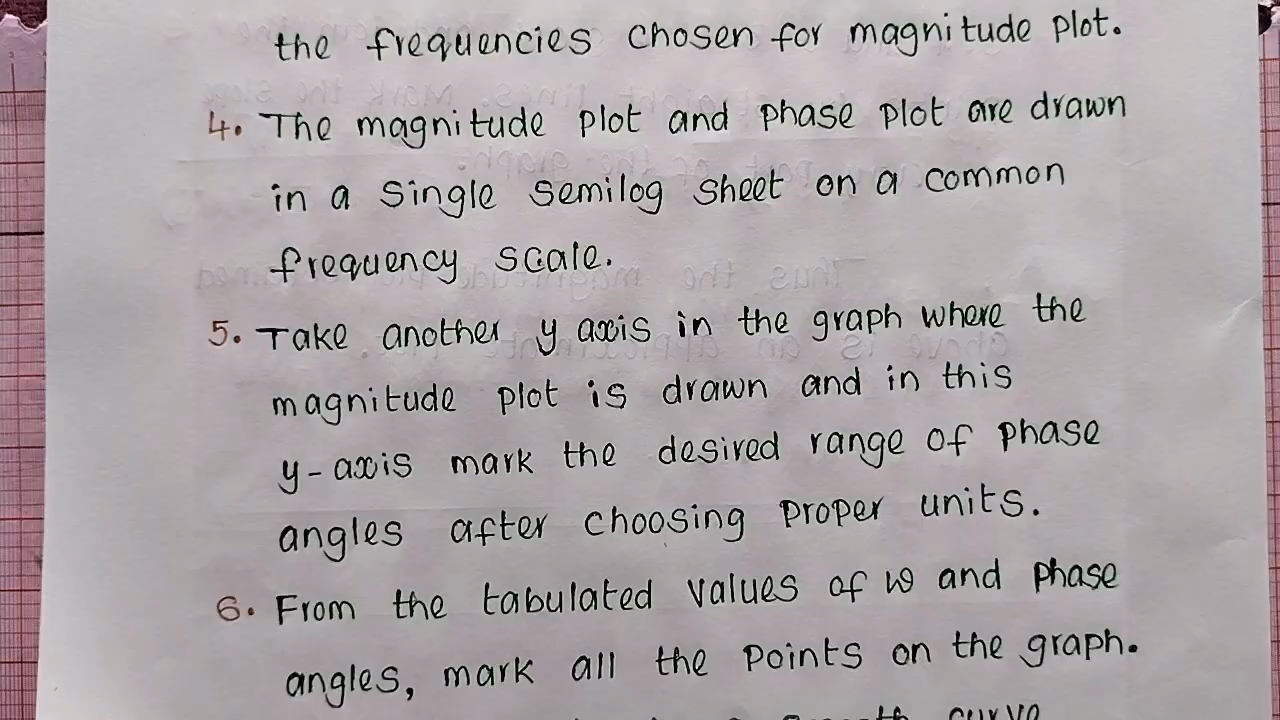 the frequencies chosen for magnitude plot.
4. The magnitude plot and phase plot are drawn
in a single semilog sheet on a common
frequency scale.
5. Take another y axis in the graph where the
magnitude plot is drawn and in this
y-axis mark the desired range of phase
angles after choosing proper units.
6. From the tabulated values of ω and phase
angles, mark all the points on the graph.
curve